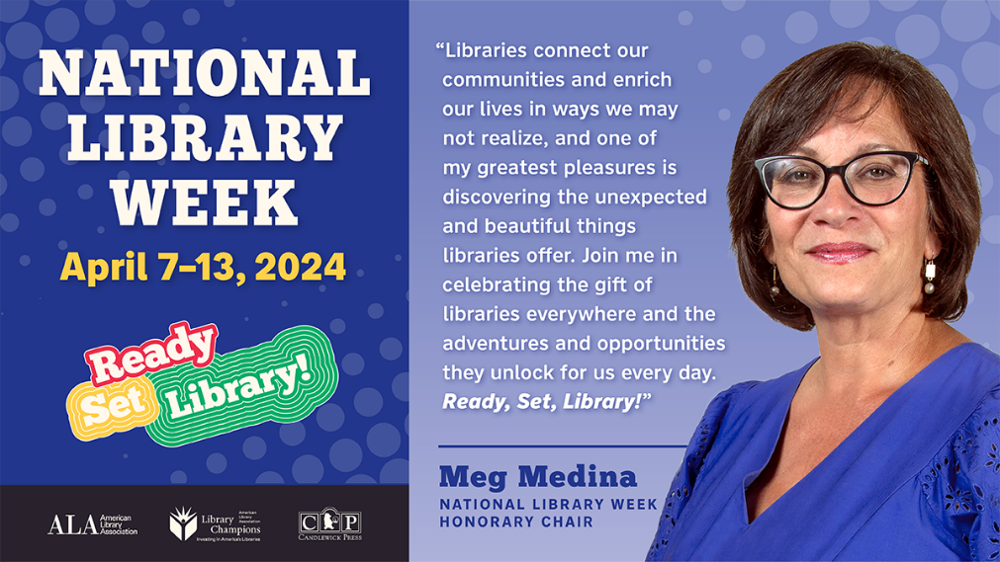 NATIONAL
LIBRARY
WEEK
April 7–13, 2024
Ready
Set Library!
ALA American
Library
Association
Library
Champions
American
Library
Association
Investing in America's Libraries
C P
CANDLEWICK PRESS
“Libraries connect our
communities and enrich
our lives in ways we may
not realize, and one of
my greatest pleasures is
discovering the unexpected
and beautiful things
libraries offer. Join me in
celebrating the gift of
libraries everywhere and the
adventures and opportunities
they unlock for us every day.
Ready, Set, Library!”
Meg Medina
NATIONAL LIBRARY WEEK
HONORARY CHAIR